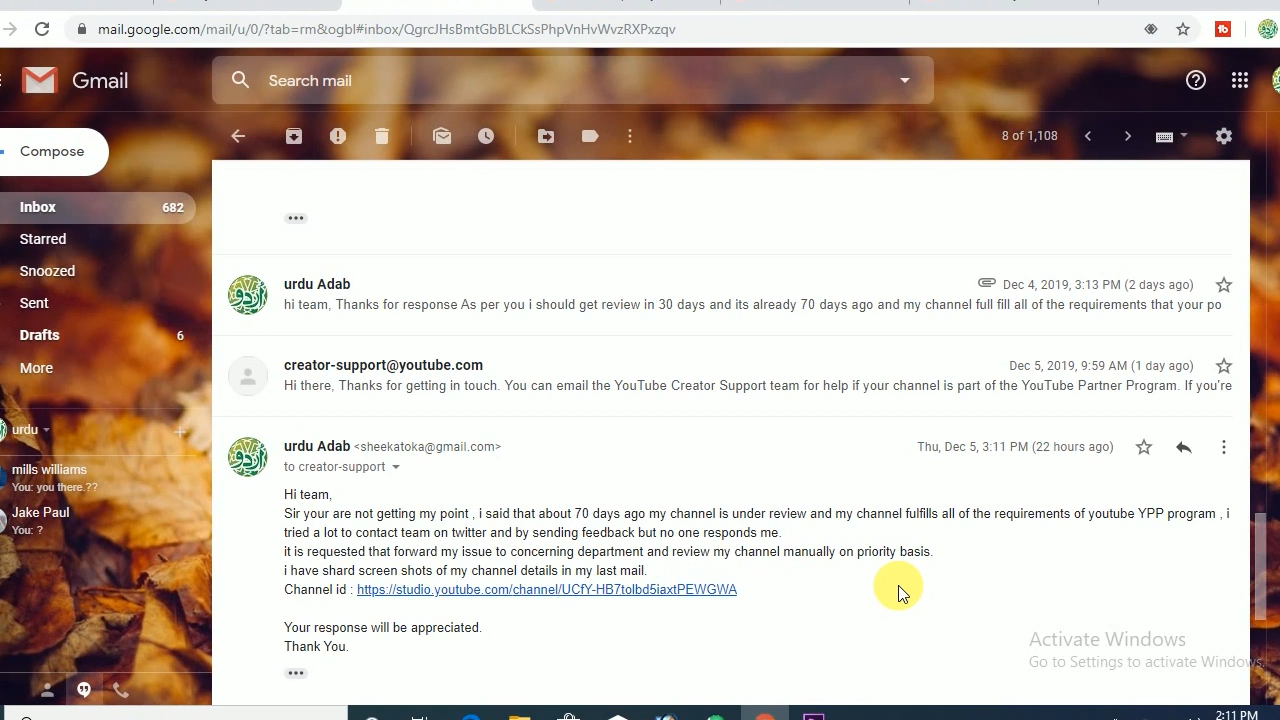 mail.google.com/mail/u/0/?tab=rm&ogbl#inbox/QgrcJHsBmtGbBLCkSsPhpVnHvWvzRXPxzqv
Gmail
Search mail
8 of 1,108
Compose
Inbox 682
Starred
Snoozed
Sent
Drafts 6
More
urdu
mills williams
You: you there.??
Jake Paul
You: ?
urdu Adab
Dec 4, 2019, 3:13 PM (2 days ago)
hi team, Thanks for response As per you i should get review in 30 days and its already 70 days ago and my channel full fill all of the requirements that your po
creator-support@youtube.com
Dec 5, 2019, 9:59 AM (1 day ago)
Hi there, Thanks for getting in touch. You can email the YouTube Creator Support team for help if your channel is part of the YouTube Partner Program. If you're
urdu Adab <sheekatoka@gmail.com>
Thu, Dec 5, 3:11 PM (22 hours ago)
to creator-support
Hi team,
Sir your are not getting my point , i said that about 70 days ago my channel is under review and my channel fulfills all of the requirements of youtube YPP program , i
tried a lot to contact team on twitter and by sending feedback but no one responds me.
it is requested that forward my issue to concerning department and review my channel manually on priority basis.
i have shard screen shots of my channel details in my last mail.
Channel id : https://studio.youtube.com/channel/UCfY-HB7tolbd5iaxtPEWGWA
Your response will be appreciated.
Thank You.
Activate Windows
Go to Settings to activate Windows.
2:11 PM